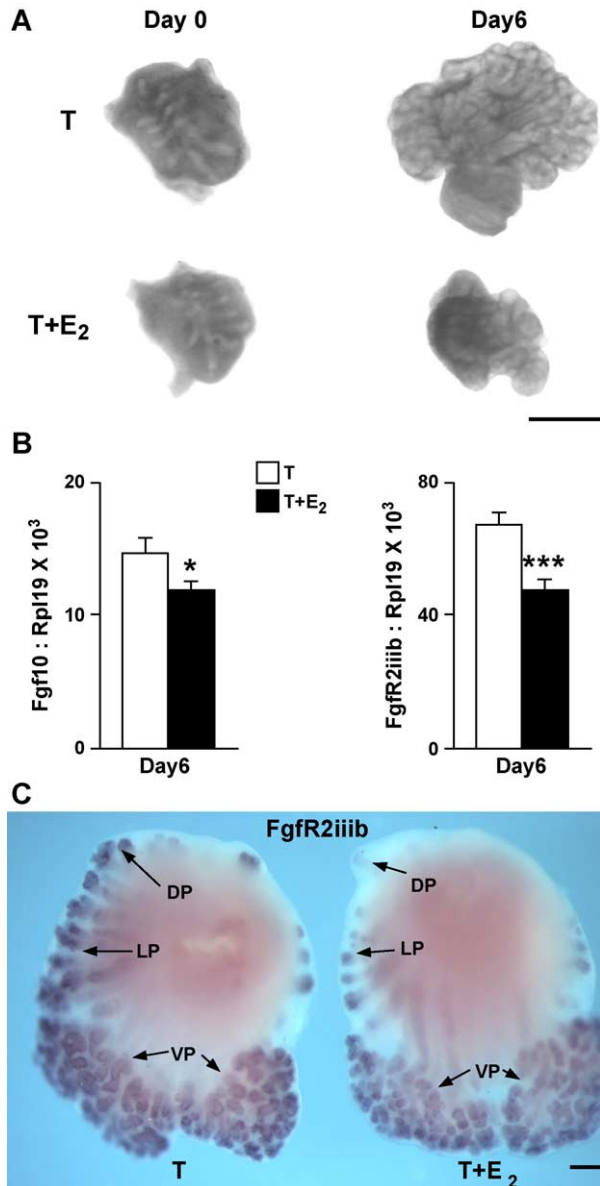 A
Day 0 Day6
T
T+E₂
B
T
T+E₂
Fgf10 : Rpl19 X 10³
20
10
0
*
Day6
FgfR2iiib : Rpl19 X 10³
80
40
0
***
Day6
C
FgfR2iiib
DP DP
LP LP
VP VP
T T+E₂